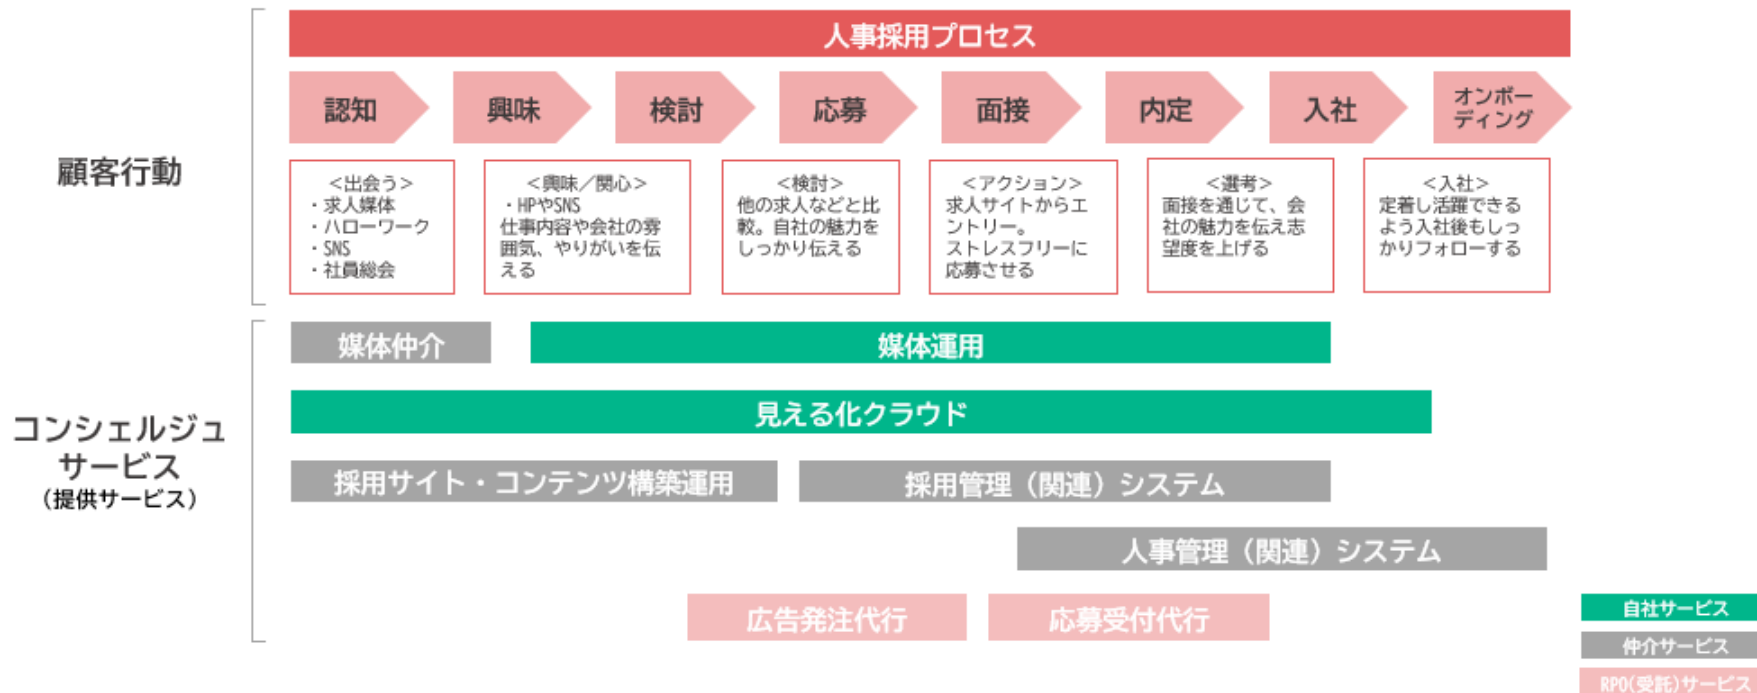 人事採用プロセス
認知
興味
検討
応募
面接
内定
入社
オンボー
ディング
顧客行動
＜出会う＞
・求人媒体
・ハローワーク
・SNS
・社員総会
＜興味／関心＞
・HPやSNS
仕事内容や会社の雰
囲気、やりがいを伝
える
＜検討＞
他の求人などと比
較。自社の魅力を
しっかり伝える
＜アクション＞
求人サイトからエ
ントリー。
ストレスフリーに
応募させる
＜選考＞
面接を通じて、会
社の魅力を伝え志
望度を上げる
＜入社＞
定着し活躍できる
よう入社後もしっ
かりフォローする
コンシェルジュ
サービス
（提供サービス）
媒体仲介
媒体運用
見える化クラウド
採用サイト・コンテンツ構築運用
採用管理（関連）システム
人事管理（関連）システム
広告発注代行
応募受付代行
自社サービス
仲介サービス
RPO(受託)サービス